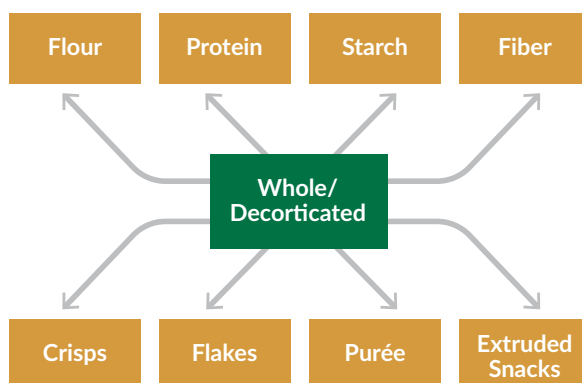 Flour
Protein
Starch
Fiber
Whole/
Decorticated
Crisps
Flakes
Purée
Extruded
Snacks